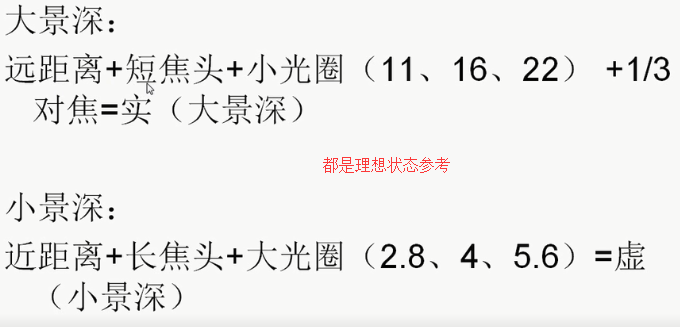 大景深：
远距离+短焦头+小光圈（11、16、22） +1/3
对焦=实（大景深）
都是理想状态参考
小景深：
近距离+长焦头+大光圈（2.8、4、5.6）=虚
（小景深）